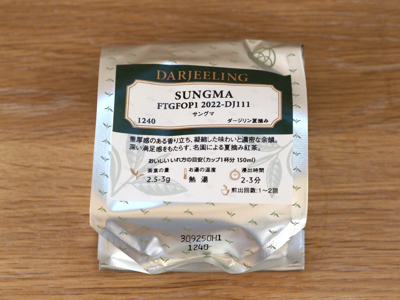 DARJEELING
SUNGMA
FTGFOP1 2022-DJ111
サングマ
1240 ダージリン夏摘み
重厚感のある香り立ち、凝縮した味わいと濃密な余韻。
深い満足感をもたらす、名園による夏摘み紅茶。
おいしいいれ方の目安(カップ1杯分 150ml)
茶葉の量 お湯の温度 浸出時間
2.5-3g 熱湯 2-3分
煎出回数:1~2回
309250H1
1240